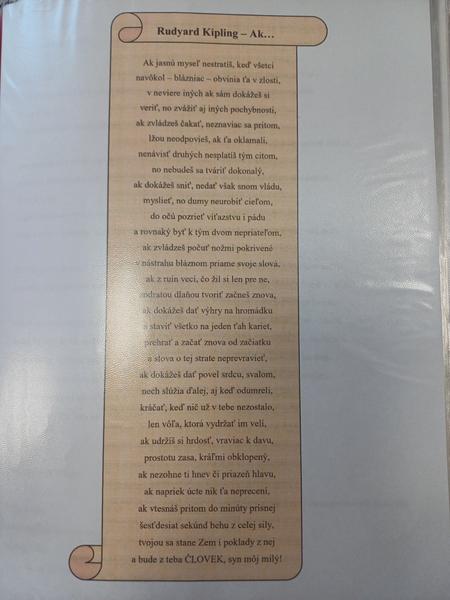 Rudyard Kipling – Ak…
Ak jasnú myseľ nestratíš, keď všetci
navôkol – blázniac – obvinia ťa v zlosti,
v neviere iných ak sám dokážeš si
veriť, no zvážiť aj iných pochybnosti,
ak zvládzeš čakať, neznaviac sa pritom,
lžou neodpovieš, ak ťa oklamali,
nenávisť druhých nesplatíš tým citom,
no nebudeš sa tváriť dokonalý,
ak dokážeš sniť, nedať však snom vládu,
myslieť, no dumy neurobiť cieľom,
do očú pozrieť víťazstvu i pádu
a rovnaký byť k tým dvom nepriateľom,
ak zvládzeš počuť nožmi pokrivené
v nástrahu bláznom priame svoje slová,
ak z ruín vecí, čo žil si len pre ne,
zodratou dlaňou tvoriť začneš znova,
ak dokážeš dať výhry na hromádku
a staviť všetko na jeden ťah kariet,
prehrať a začať znova od začiatku
a slova o tej strate neprevravieť,
ak dokážeš dať povel srdcu, svalom,
nech slúžia ďalej, aj keď odumreli,
kráčať, keď nič už v tebe nezostalo,
len vôľa, ktorá vydržať im velí,
ak udržíš si hrdosť, vraviac k davu,
prostotu zasa, kráľmi obklopený,
ak nezohne ti hnev či priazeň hlavu,
ak napriek úcte nik ťa neprecení,
ak vtesnáš pritom do minúty prísnej
šesťdesiat sekúnd behu z celej sily,
tvojou sa stane Zem i poklady z nej
a bude z teba ČLOVEK, syn môj milý!